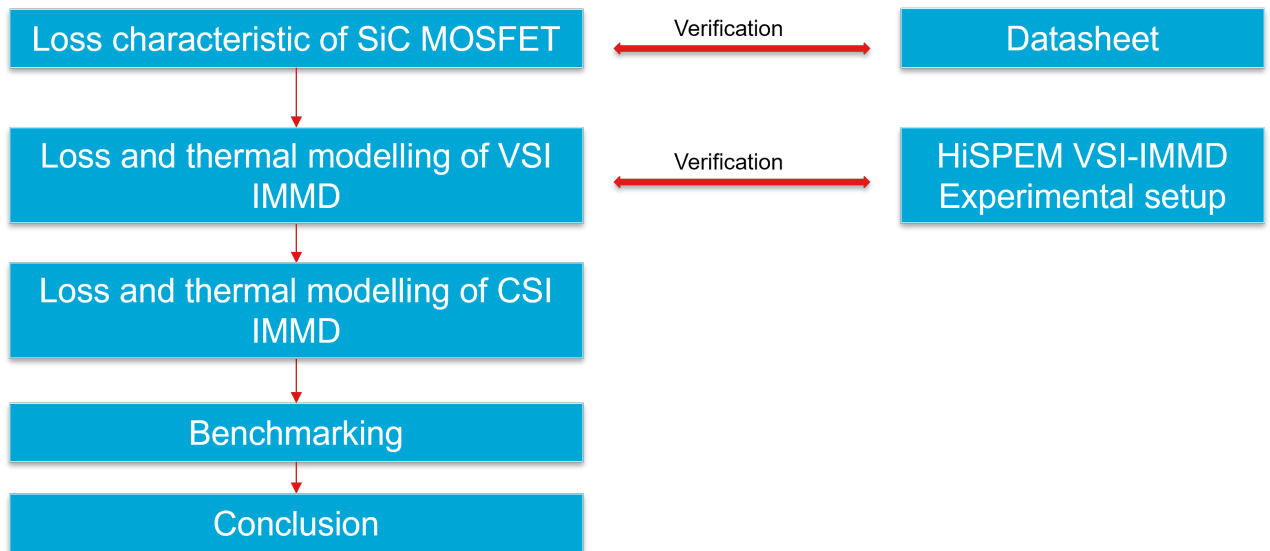 Loss characteristic of SiC MOSFET
Verification
Datasheet
Loss and thermal modelling of VSI
IMMD
Verification
HiSPEM VSI-IMMD
Experimental setup
Loss and thermal modelling of CSI
IMMD
Benchmarking
Conclusion